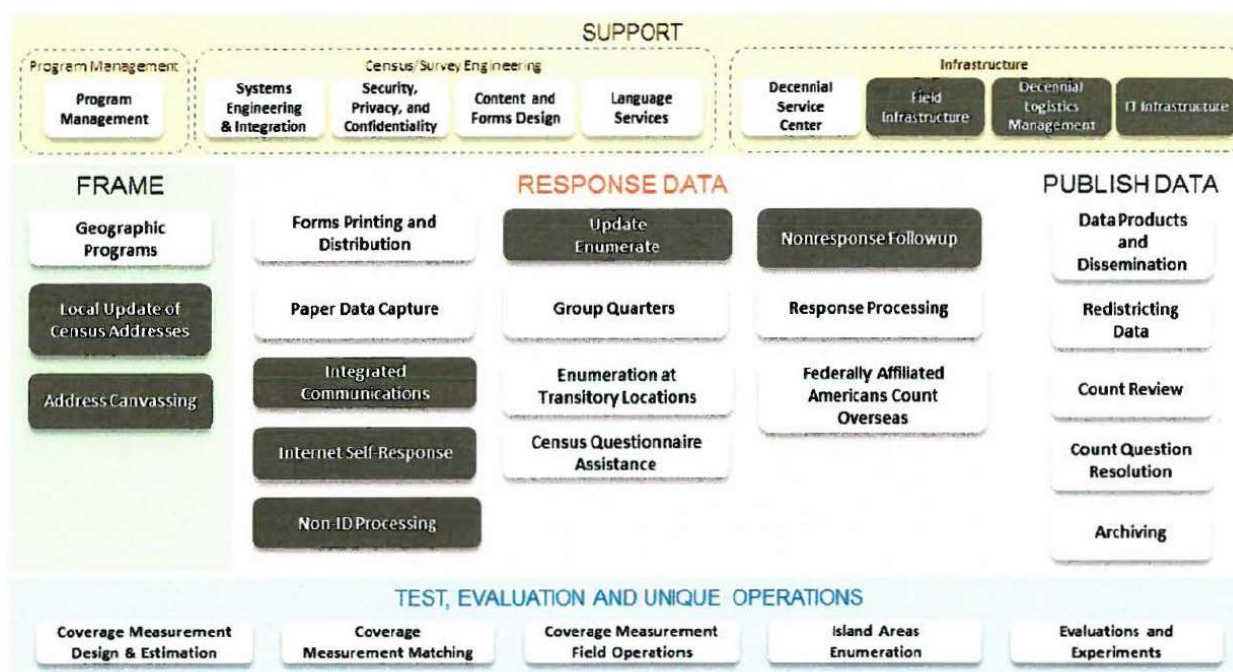 SUPPORT
Program Management
Program
Management
Census/Survey Engineering
Systems
Engineering
& Integration
Security,
Privacy, and
Confidentiality
Content and
Forms Design
Language
Services
Infrastructure
Decennial
Service
Center
Field
Infrastructure
Decennial
Logistics
Management
IT Infrastructure
FRAME
Geographic
Programs
Local Update of
Census Addresses
Address Canvassing
RESPONSE DATA
Forms Printing and
Distribution
Paper Data Capture
Integrated
Communications
Internet Self-Response
Non-ID Processing
Update
Enumerate
Group Quarters
Enumeration at
Transitory Locations
Census Questionnaire
Assistance
Nonresponse Followup
Response Processing
Federally Affiliated
Americans Count
Overseas
PUBLISH DATA
Data Products
and
Dissemination
Redistricting
Data
Count Review
Count Question
Resolution
Archiving
TEST, EVALUATION AND UNIQUE OPERATIONS
Coverage Measurement
Design & Estimation
Coverage
Measurement Matching
Coverage Measurement
Field Operations
Island Areas
Enumeration
Evaluations and
Experiments